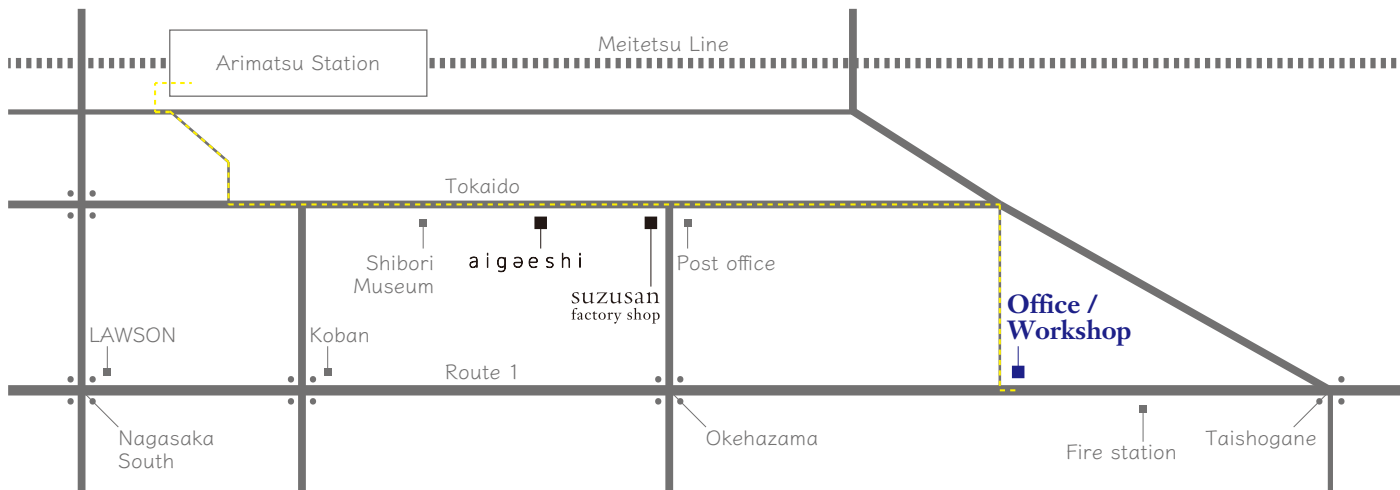 Meitetsu Line
Arimatsu Station
Tokaido
Shibori
Museum
aigəeshi
suzusan
factory shop
Post office
Office /
Workshop
LAWSON
Koban
Route 1
Nagasaka
South
Okehazama
Fire station
Taishogane